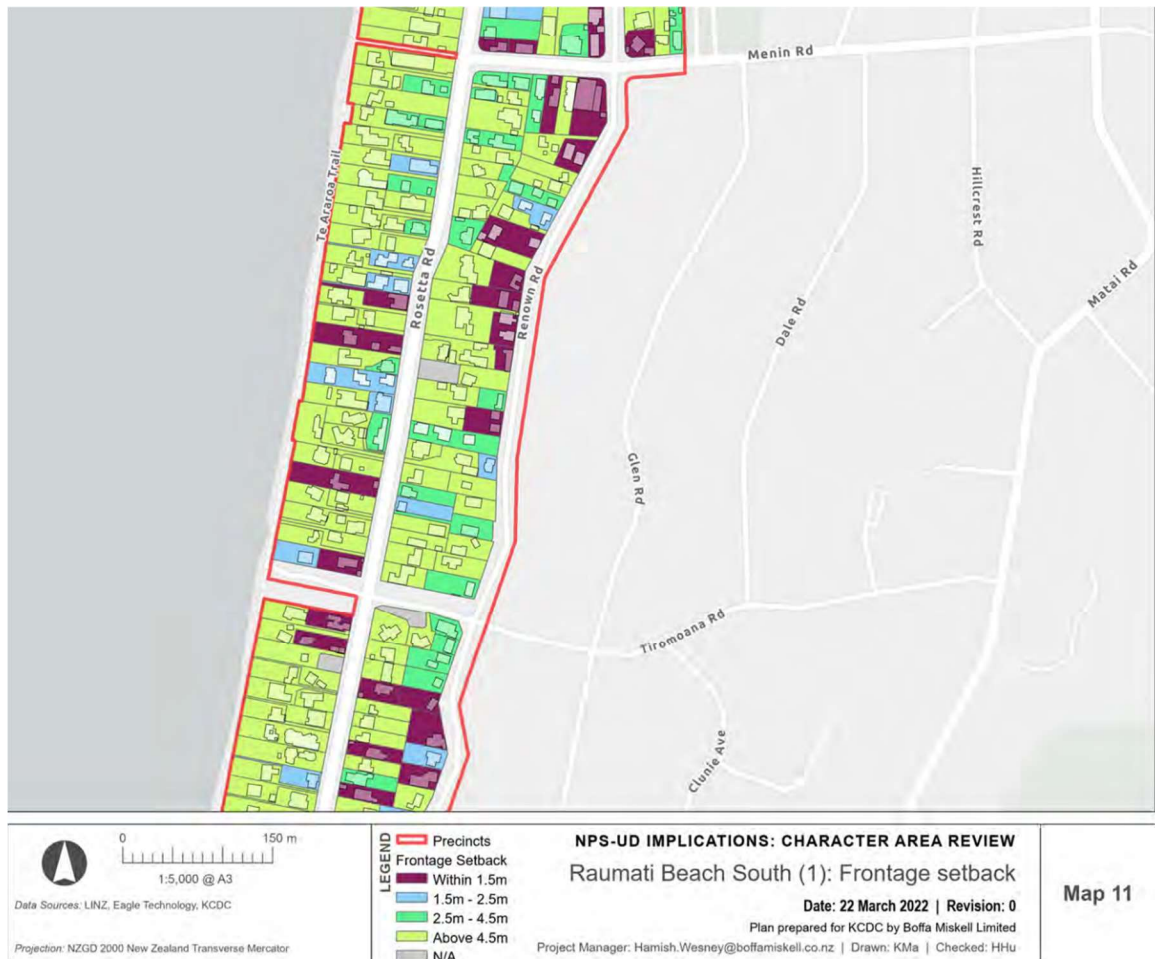 Menin Rd
Te Araroa Trail
Hillcrest Rd
Rosetta Rd
Renown Rd
Matai Rd
Dale Rd
Glen Rd
Tiromoana Rd
Clunie Ave
0 150 m
1:5,000 @ A3
Data Sources: LINZ, Eagle Technology, KCDC
Projection: NZGD 2000 New Zealand Transverse Mercator
LEGEND
Precincts
Frontage Setback
Within 1.5m
1.5m - 2.5m
2.5m - 4.5m
Above 4.5m
N/A
NPS-UD IMPLICATIONS: CHARACTER AREA REVIEW
Raumati Beach South (1): Frontage setback
Date: 22 March 2022 | Revision: 0
Plan prepared for KCDC by Boffa Miskell Limited
Project Manager: Hamish.Wesney@boffamiskell.co.nz | Drawn: KMa | Checked: HHu
Map 11